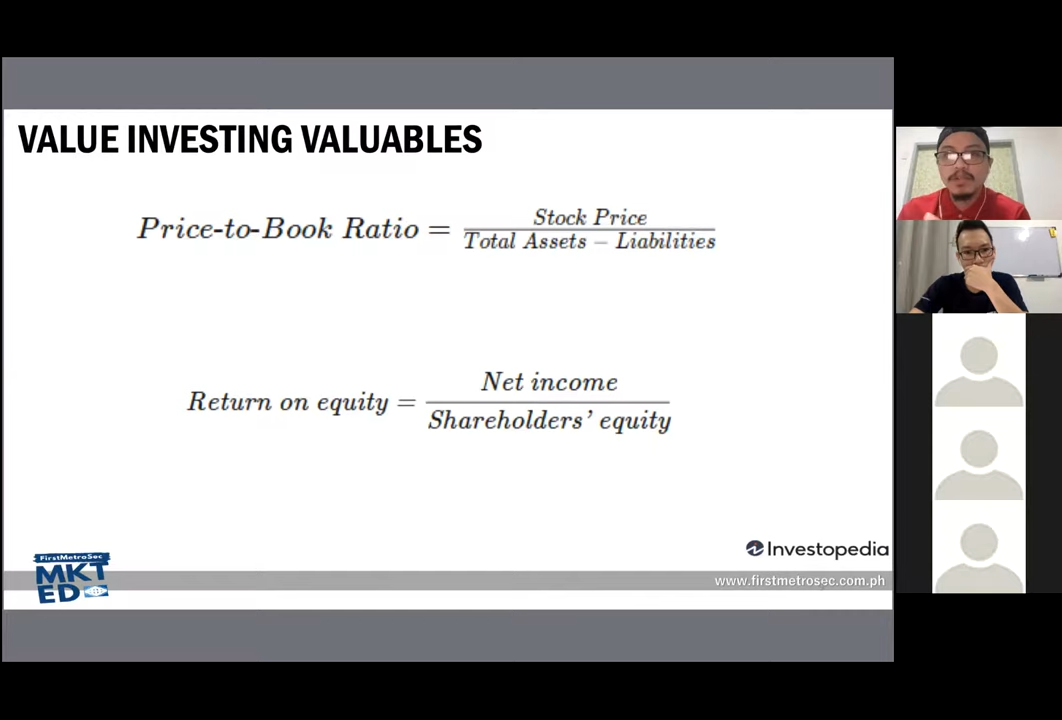 VALUE INVESTING VALUABLES
Price-to-Book Ratio = Stock Price
Total Assets – Liabilities
Return on equity = Net income
Shareholders' equity
FirstMetroSec
MKT
ED
Investopedia
www.firstmetrosec.com.ph